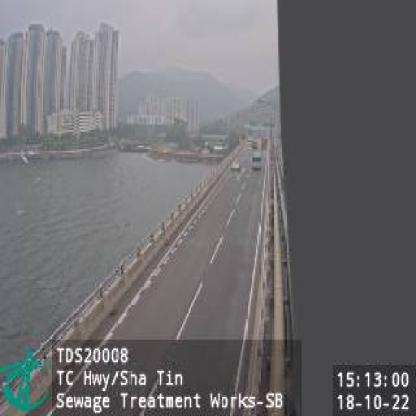 TDS20008
TC Hwy/Sha Tin
Sewage Treatment Works-SB
15:13:00
18-10-22